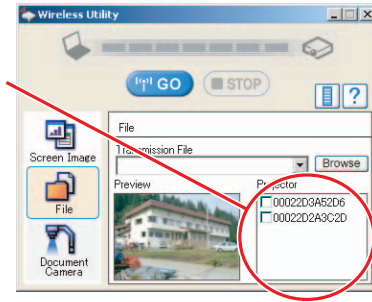 Wireless Utility
GO
STOP
?
File
Transmission File
Browse
Preview
Projector
00022D3A52D6
00022D2A3C2D
Screen Image
File
Document
Camera